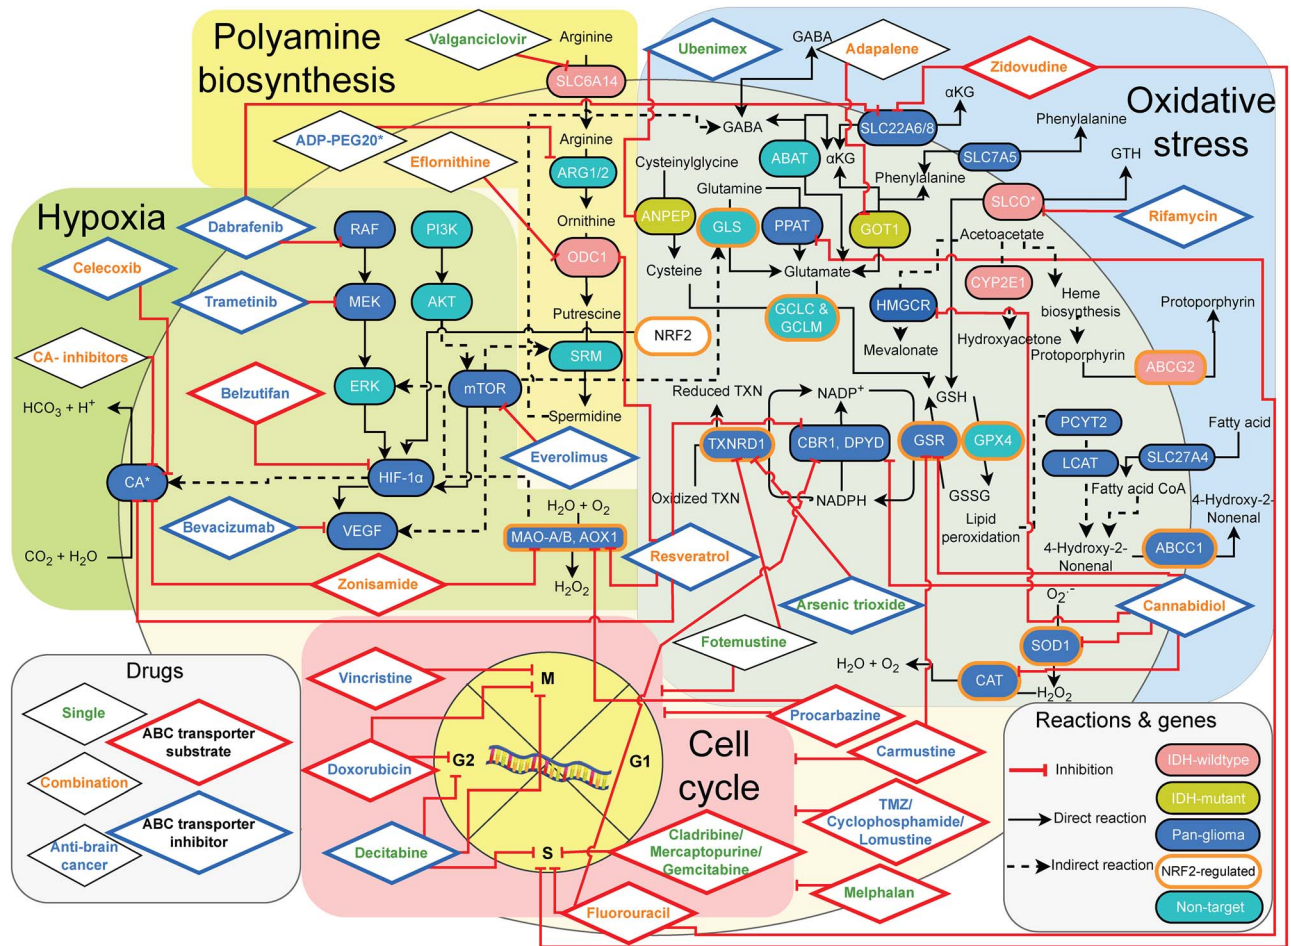 Polyamine
biosynthesis
Valganciclovir
Arginine
SLC6A14
Arginine
ADP-PEG20*
Eflornithine
ARG1/2
Ornithine
ODC1
Putrescine
SRM
Spermidine
NRF2
Hypoxia
Dabrafenib
Celecoxib
Trametinib
CA- inhibitors
Belzutifan
Everolimus
Bevacizumab
Zonisamide
RAF
PI3K
MEK
AKT
ERK
mTOR
HIF-1α
VEGF
HCO3 + H+
CA*
CO2 + H2O
H2O + O2
MAO-A/B, AOX1
H2O2
Resveratrol
Oxidative
stress
Ubenimex
GABA
Adapalene
Zidovudine
αKG
SLC22A6/8
Phenylalanine
GABA
ABAT
αKG
SLC7A5
GTH
Cysteinylglycine
Phenylalanine
Glutamine
SLCO*
Rifamycin
ANPEP
GLS
PPAT
GOT1
Acetoacetate
Cysteine
Glutamate
CYP2E1
GCLC &
GCLM
HMGCR
Heme
biosynthesis
Protoporphyrin
Mevalonate
Hydroxyacetone
Protoporphyrin
ABCG2
Reduced TXN
NADP+
GSH
TXNRD1
CBR1, DPYD
GSR
GPX4
PCYT2
Fatty acid
LCAT
SLC27A4
Oxidized TXN
NADPH
GSSG
Fatty acid CoA
4-Hydroxy-2-
Nonenal
Lipid
peroxidation
4-Hydroxy-2-
Nonenal
ABCC1
Arsenic trioxide
Cannabidiol
O2.-
Fotemustine
SOD1
H2O + O2
CAT
H2O2
Drugs
Single
Combination
Anti-brain
cancer
ABC transporter
substrate
ABC transporter
inhibitor
Cell
cycle
Vincristine
Doxorubicin
Decitabine
M
G2
G1
S
Procarbazine
Carmustine
TMZ/
Cyclophosphamide/
Lomustine
Cladribine/
Mercaptopurine/
Gemcitabine
Melphalan
Fluorouracil
Reactions & genes
Inhibition
Direct reaction
Indirect reaction
IDH-wildtype
IDH-mutant
Pan-glioma
NRF2-regulated
Non-target